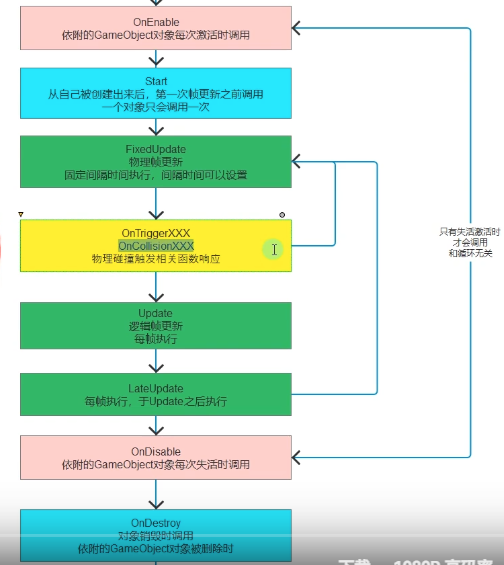 OnEnable
依附的GameObject对象每次激活时调用
Start
从自己被创建出来后，第一次帧更新之前调用
一个对象只会调用一次
FixedUpdate
物理帧更新
固定间隔时间执行，间隔时间可以设置
OnTriggerXXX
OnCollisionXXX
物理碰撞触发相关函数响应
只有失活激活时
才会调用
和循环无关
Update
逻辑帧更新
每帧执行
LateUpdate
每帧执行，于Update之后执行
OnDisable
依附的GameObject对象每次失活时调用
OnDestroy
对象销毁时调用
依附的GameObject对象被删除时